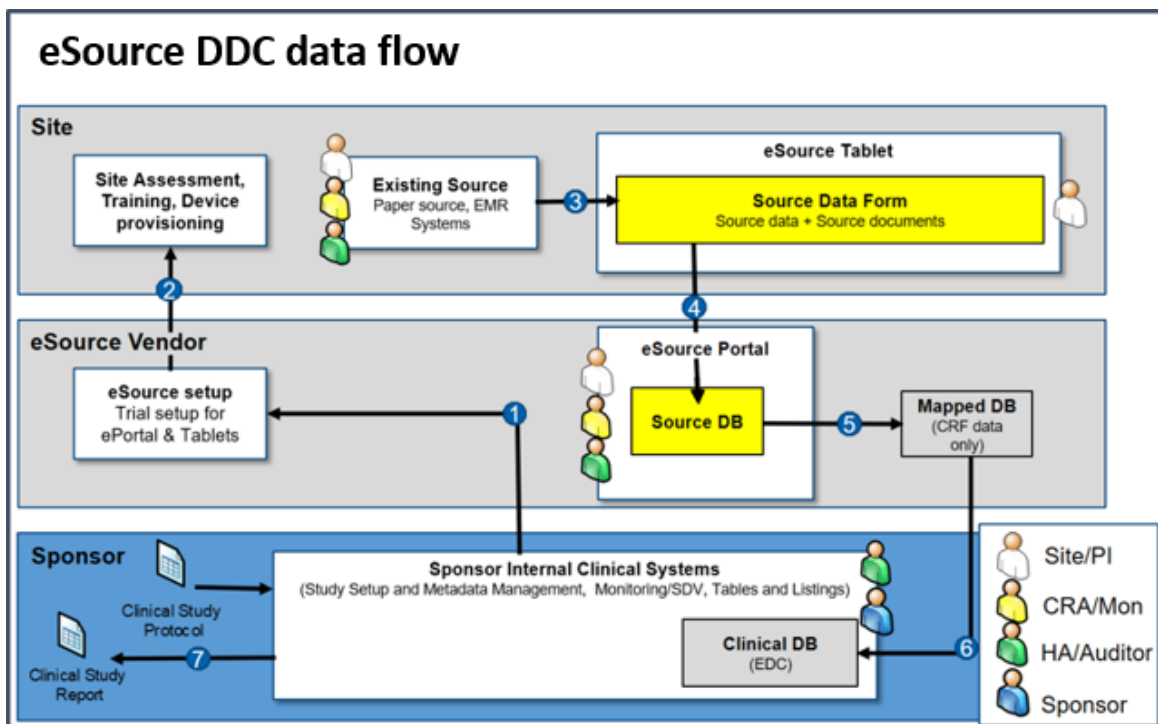 eSource DDC data flow
Site
Site Assessment,
Training, Device
provisioning
Existing Source
Paper source, EMR
Systems
3
eSource Tablet
Source Data Form
Source data + Source documents
2
4
eSource Vendor
eSource setup
Trial setup for
ePortal & Tablets
1
eSource Portal
Source DB
5
Mapped DB
(CRF data
only)
Sponsor
Clinical Study
Protocol
Clinical Study
Report
7
Sponsor Internal Clinical Systems
(Study Setup and Metadata Management, Monitoring/SDV, Tables and Listings)
Clinical DB
(EDC)
6
Site/PI
CRA/Mon
HA/Auditor
Sponsor